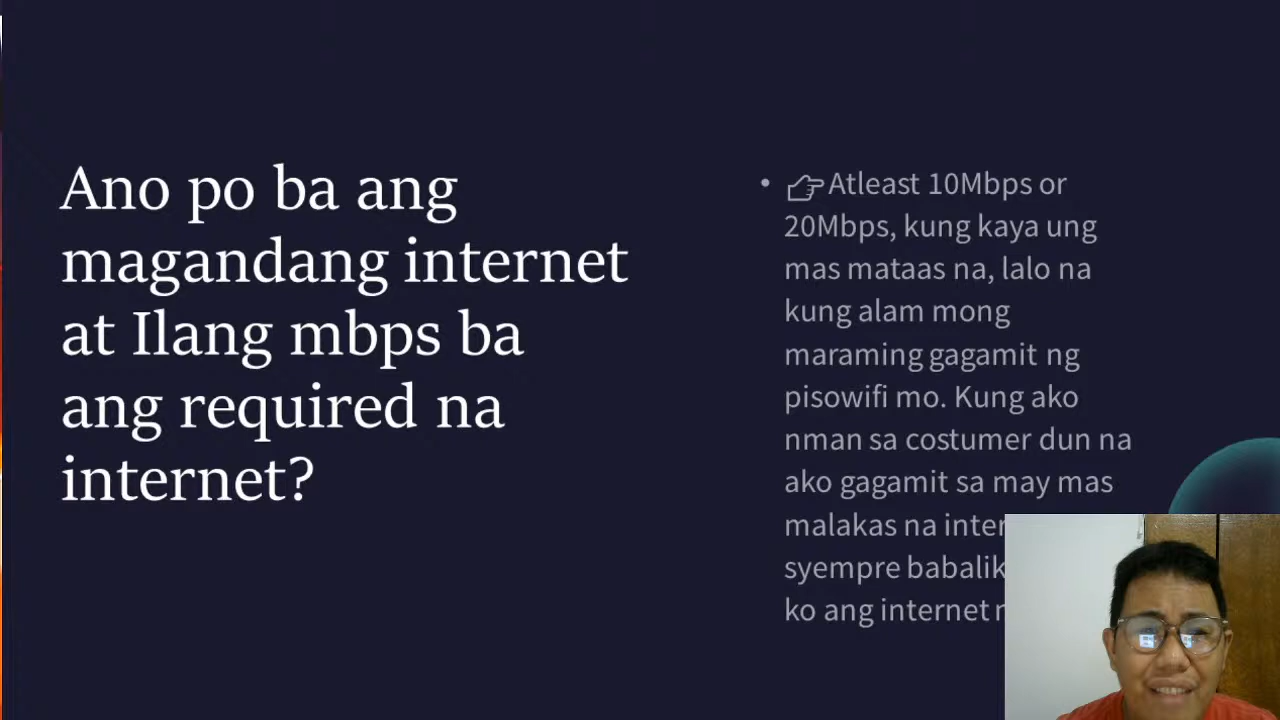 Ano po ba ang
magandang internet
at Ilang mbps ba
ang required na
internet?
• 👉Atleast 10Mbps or
20Mbps, kung kaya ung
mas mataas na, lalo na
kung alam mong
maraming gagamit ng
pisowifi mo. Kung ako
nman sa costumer dun na
ako gagamit sa may mas
malakas na
syempre babalik
ko ang internet